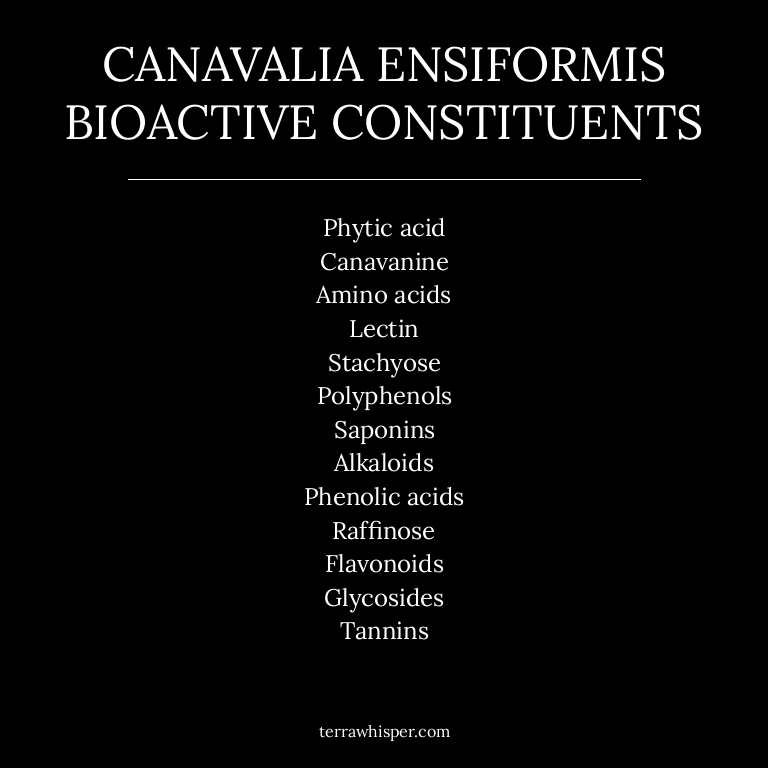 CANAVALIA ENSIFORMIS
BIOACTIVE CONSTITUENTS
Phytic acid
Canavanine
Amino acids
Lectin
Stachyose
Polyphenols
Saponins
Alkaloids
Phenolic acids
Raffinose
Flavonoids
Glycosides
Tannins
terrawhisper.com